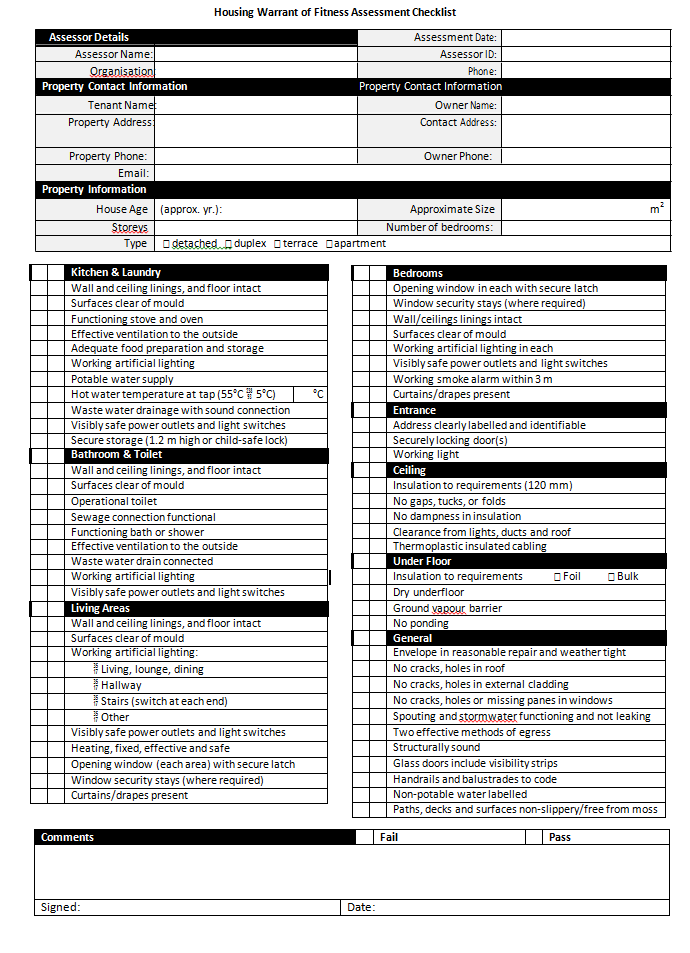 Housing Warrant of Fitness Assessment Checklist
Assessor Details
Assessment Date:
Assessor Name:
Assessor ID:
Organisation:
Phone:
Property Contact Information
Property Contact Information
Tenant Name:
Owner Name:
Property Address:
Contact Address:
Property Phone:
Owner Phone:
Email:
Property Information
House Age (approx. yr.):
Approximate Size m²
Storeys
Number of bedrooms:
Type □ detached □ duplex □ terrace □ apartment
Kitchen & Laundry
Wall and ceiling linings, and floor intact
Surfaces clear of mould
Functioning stove and oven
Effective ventilation to the outside
Adequate food preparation and storage
Working artificial lighting
Potable water supply
Hot water temperature at tap (55°C 5°C) °C
Waste water drainage with sound connection
Visibly safe power outlets and light switches
Secure storage (1.2 m high or child-safe lock)
Bathroom & Toilet
Wall and ceiling linings, and floor intact
Surfaces clear of mould
Operational toilet
Sewage connection functional
Functioning bath or shower
Effective ventilation to the outside
Waste water drain connected
Working artificial lighting
Visibly safe power outlets and light switches
Living Areas
Wall and ceiling linings, and floor intact
Surfaces clear of mould
Working artificial lighting:
Living, lounge, dining
Hallway
Stairs (switch at each end)
Other
Visibly safe power outlets and light switches
Heating, fixed, effective and safe
Opening window (each area) with secure latch
Window security stays (where required)
Curtains/drapes present
Bedrooms
Opening window in each with secure latch
Window security stays (where required)
Wall/ceilings linings intact
Surfaces clear of mould
Working artificial lighting in each
Visibly safe power outlets and light switches
Working smoke alarm within 3 m
Curtains/drapes present
Entrance
Address clearly labelled and identifiable
Securely locking door(s)
Working light
Ceiling
Insulation to requirements (120 mm)
No gaps, tucks, or folds
No dampness in insulation
Clearance from lights, ducts and roof
Thermoplastic insulated cabling
Under Floor
Insulation to requirements □ Foil □ Bulk
Dry underfloor
Ground vapour barrier
No ponding
General
Envelope in reasonable repair and weather tight
No cracks, holes in roof
No cracks, holes in external cladding
No cracks, holes or missing panes in windows
Spouting and stormwater functioning and not leaking
Two effective methods of egress
Structurally sound
Glass doors include visibility strips
Handrails and balustrades to code
Non-potable water labelled
Paths, decks and surfaces non-slippery/free from moss
Comments
Fail
Pass
Signed:
Date: